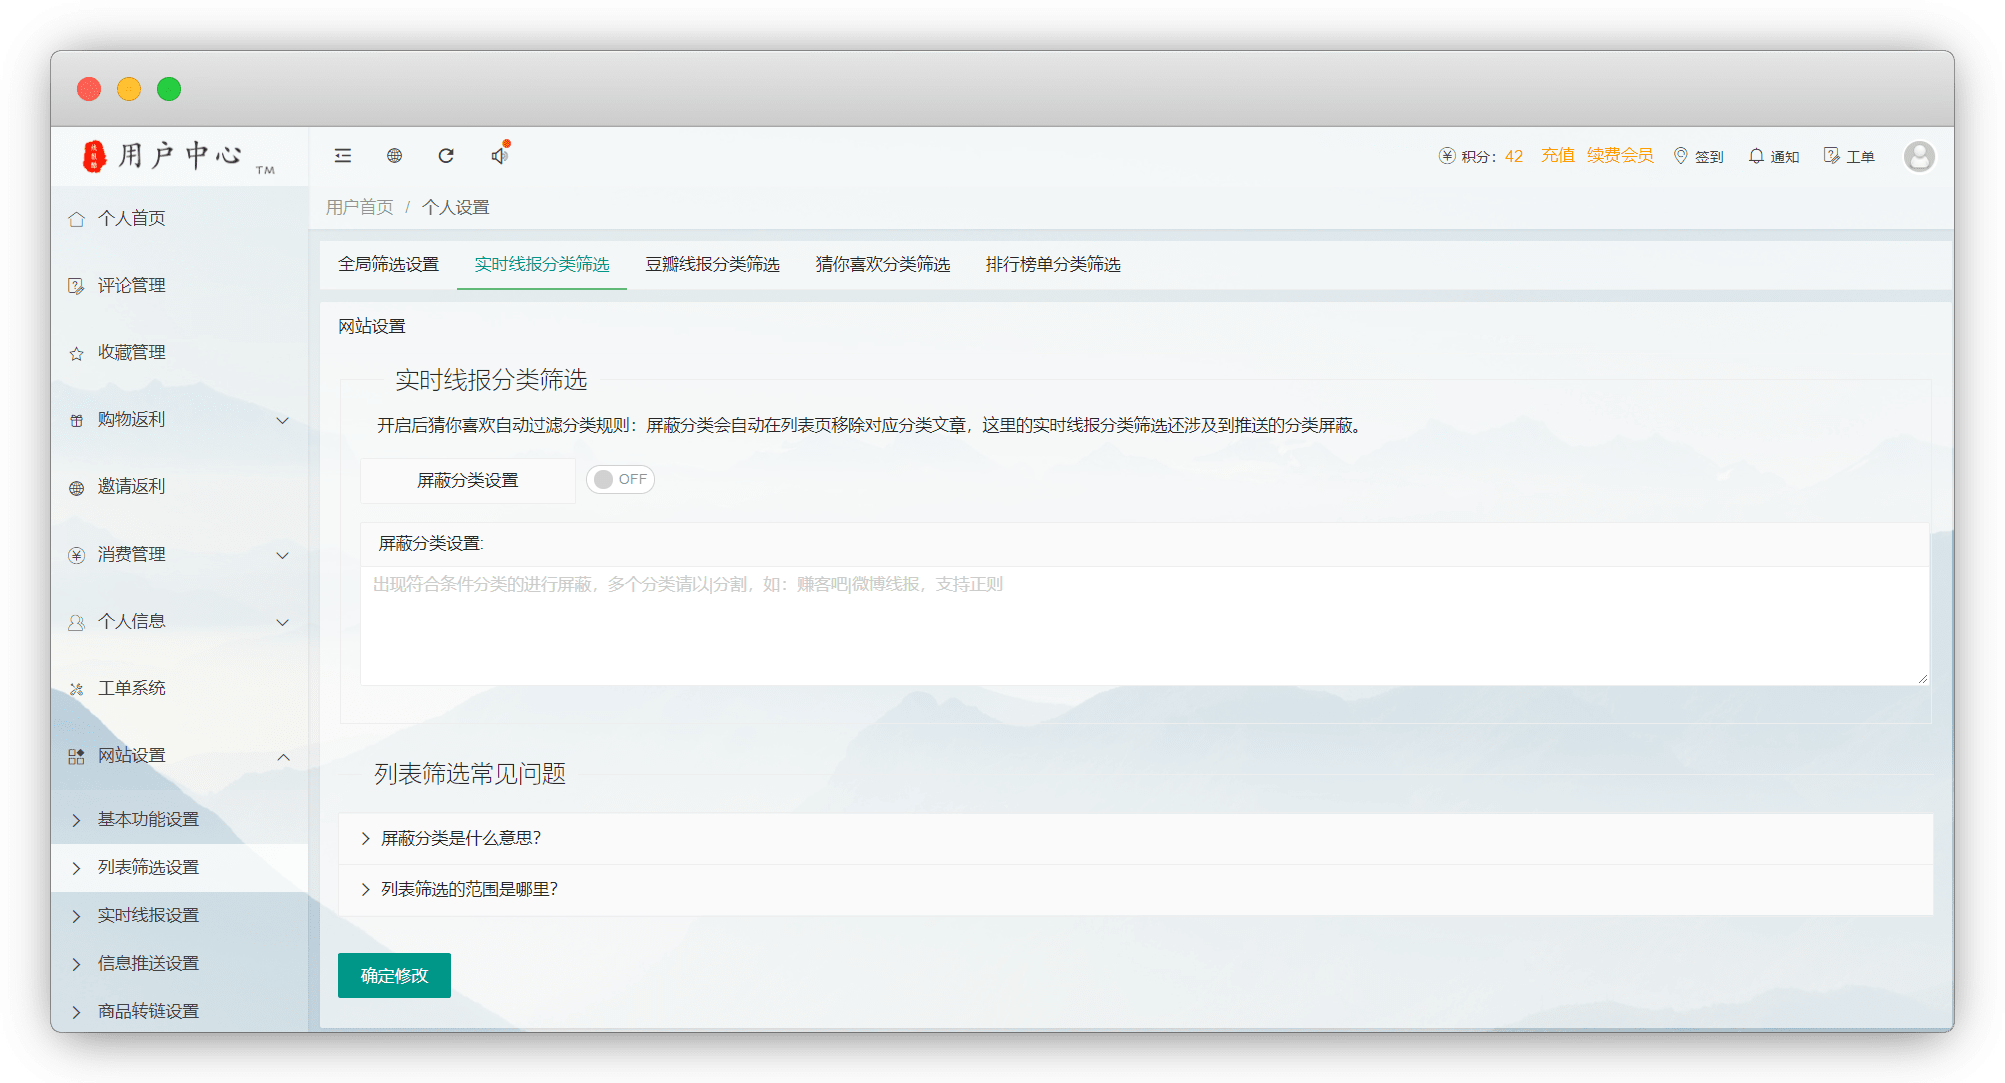 用户中心 TM
积分：42 充值 续费会员 签到 通知 工单
用户首页 / 个人设置
个人首页
评论管理
收藏管理
购物返利
邀请返利
消费管理
个人信息
工单系统
网站设置
基本功能设置
列表筛选设置
实时线报设置
信息推送设置
商品转链设置
全局筛选设置 实时线报分类筛选 豆瓣线报分类筛选 猜你喜欢分类筛选 排行榜单分类筛选
网站设置
实时线报分类筛选
开启后猜你喜欢自动过滤分类规则：屏蔽分类会自动在列表页移除对应分类文章，这里的实时线报分类筛选还涉及到推送的分类屏蔽。
屏蔽分类设置 OFF
屏蔽分类设置:
出现符合条件分类的进行屏蔽，多个分类请以|分割，如：赚客吧|微博线报，支持正则
列表筛选常见问题
屏蔽分类是什么意思？
列表筛选的范围是哪里？
确定修改